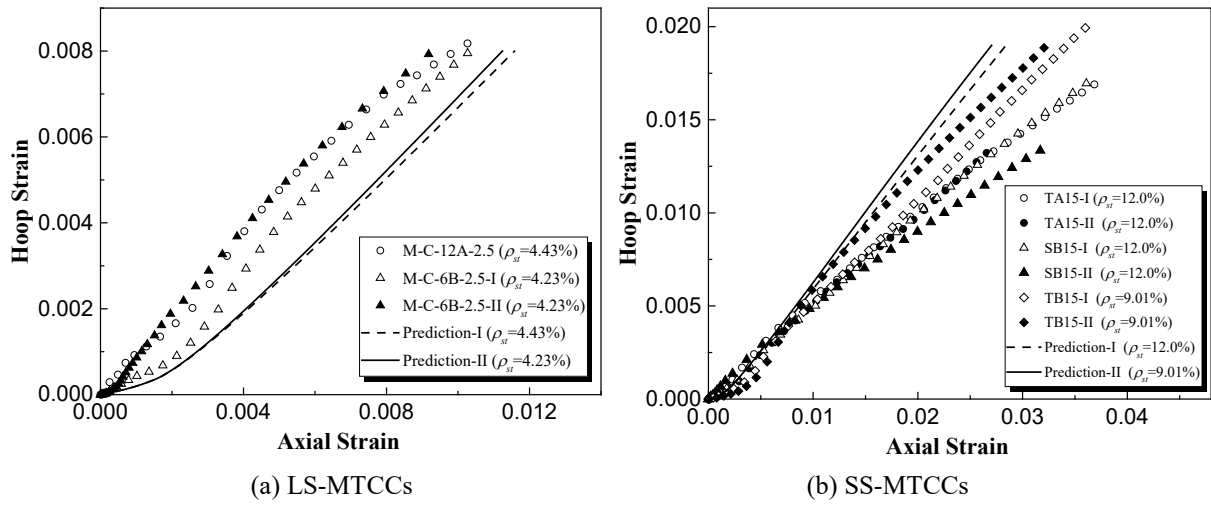 0.008
0.006
0.004
0.002
0.000
Hoop Strain
M-C-12A-2.5 (ρst=4.43%)
M-C-6B-2.5-I (ρst=4.23%)
M-C-6B-2.5-II (ρst=4.23%)
Prediction-I (ρst=4.43%)
Prediction-II (ρst=4.23%)
0.000 0.004 0.008 0.012
Axial Strain
(a) LS-MTCCs
0.020
0.015
0.010
0.005
0.000
Hoop Strain
TA15-I (ρst=12.0%)
TA15-II (ρst=12.0%)
SB15-I (ρst=12.0%)
SB15-II (ρst=12.0%)
TB15-I (ρst=9.01%)
TB15-II (ρst=9.01%)
Prediction-I (ρst=12.0%)
Prediction-II (ρst=9.01%)
0.00 0.01 0.02 0.03 0.04
Axial Strain
(b) SS-MTCCs